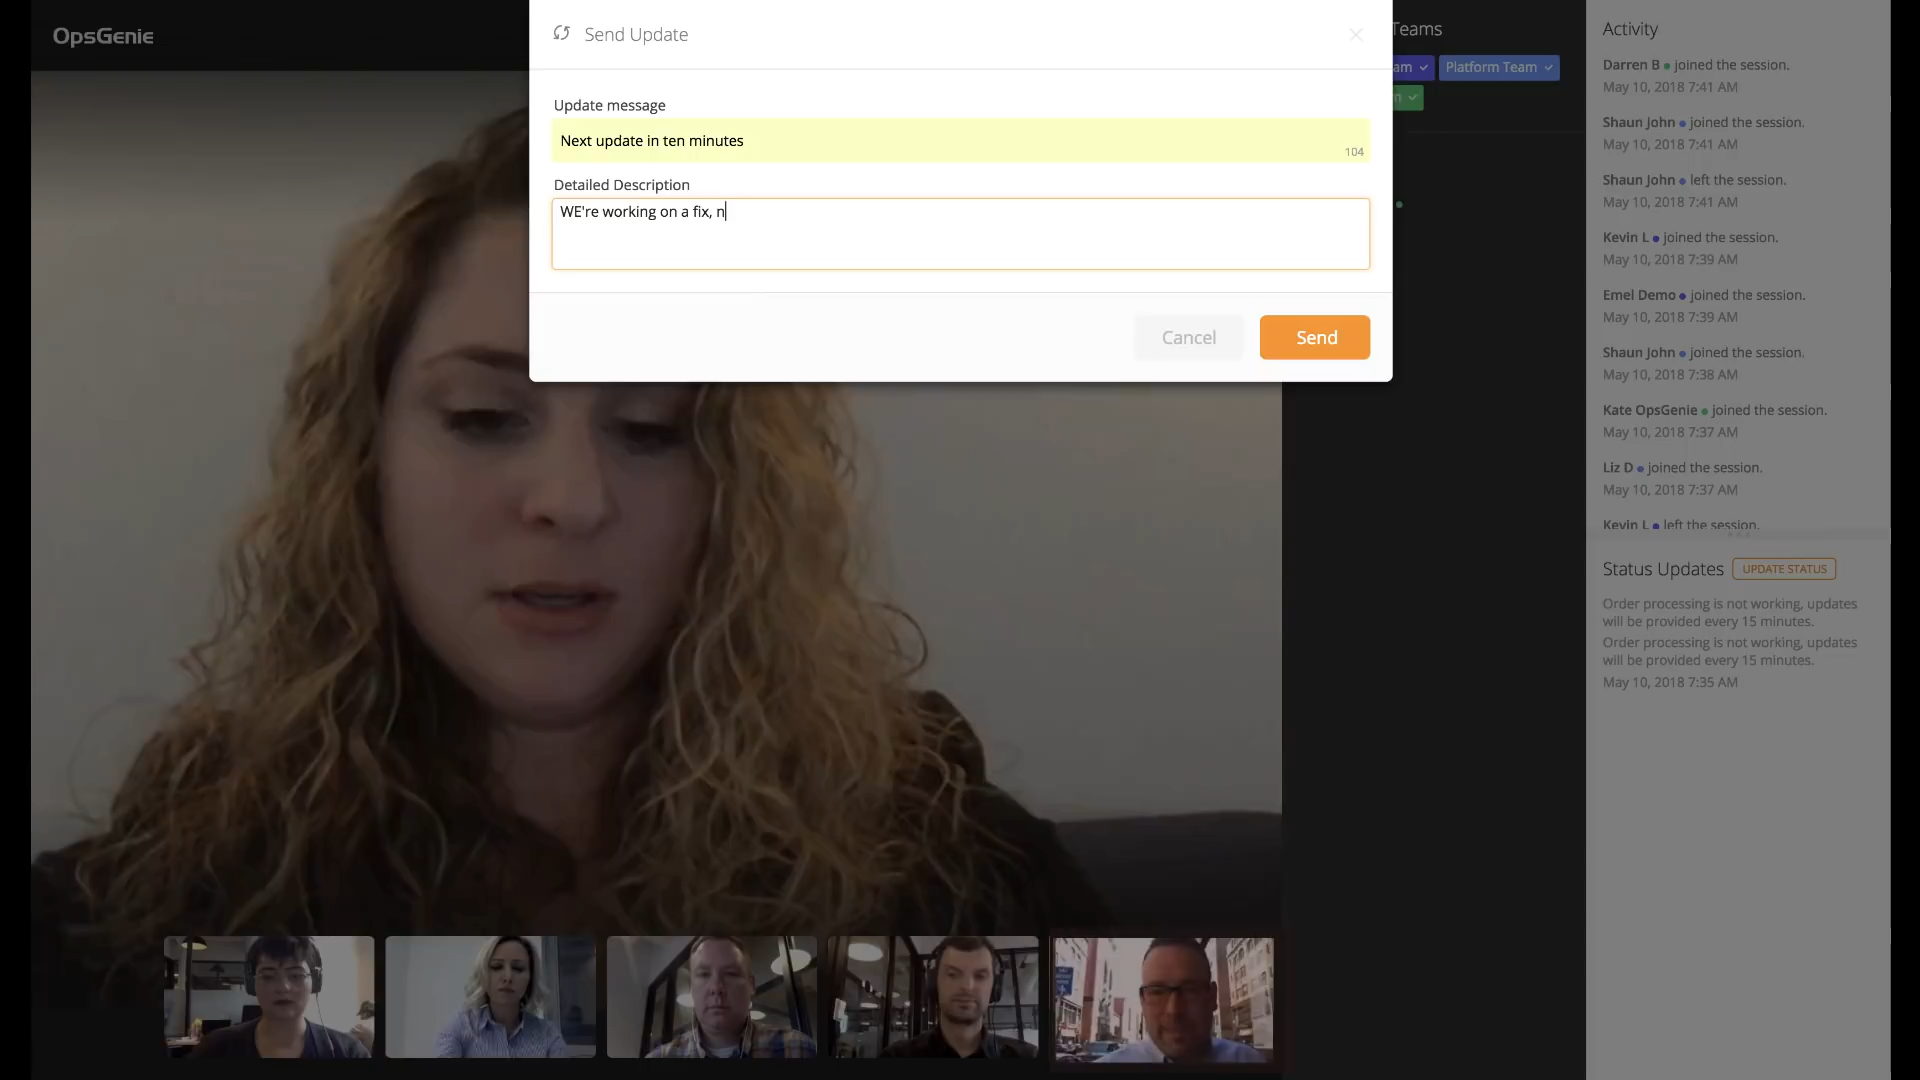 OpsGenie
Send Update
Update message
Next update in ten minutes
104
Detailed Description
WE're working on a fix, n
Cancel
Send
Teams
am
Platform Team
Activity
Darren B joined the session.
May 10, 2018 7:41 AM
Shaun John joined the session.
May 10, 2018 7:41 AM
Shaun John left the session.
May 10, 2018 7:41 AM
Kevin L joined the session.
May 10, 2018 7:39 AM
Emel Demo joined the session.
May 10, 2018 7:39 AM
Shaun John joined the session.
May 10, 2018 7:38 AM
Kate OpsGenie joined the session.
May 10, 2018 7:37 AM
Liz D joined the session.
May 10, 2018 7:37 AM
Kevin L left the session.
Status Updates UPDATE STATUS
Order processing is not working, updates
will be provided every 15 minutes.
Order processing is not working, updates
will be provided every 15 minutes.
May 10, 2018 7:35 AM